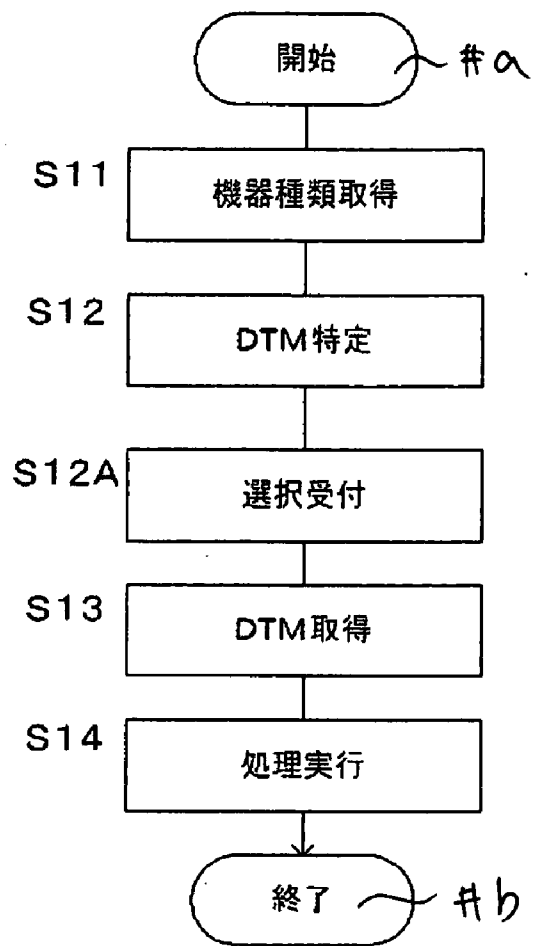 開始
#a
S11
機器種類取得
S12
DTM特定
S12A
選択受付
S13
DTM取得
S14
処理実行
終了
#b